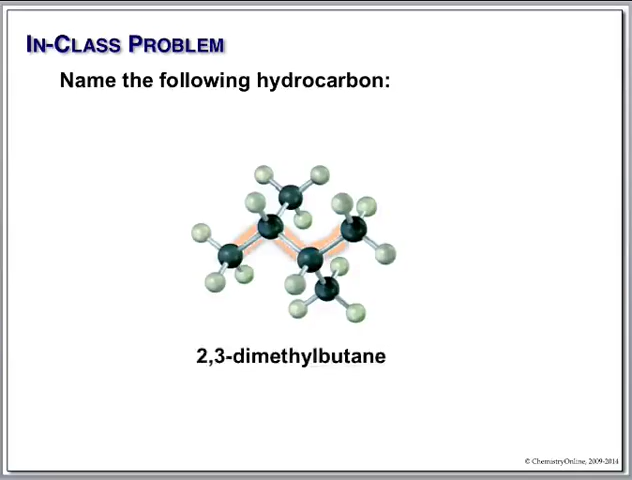 IN-CLASS PROBLEM
Name the following hydrocarbon:
2,3-dimethylbutane
© ChemistryOnline, 2009-2014